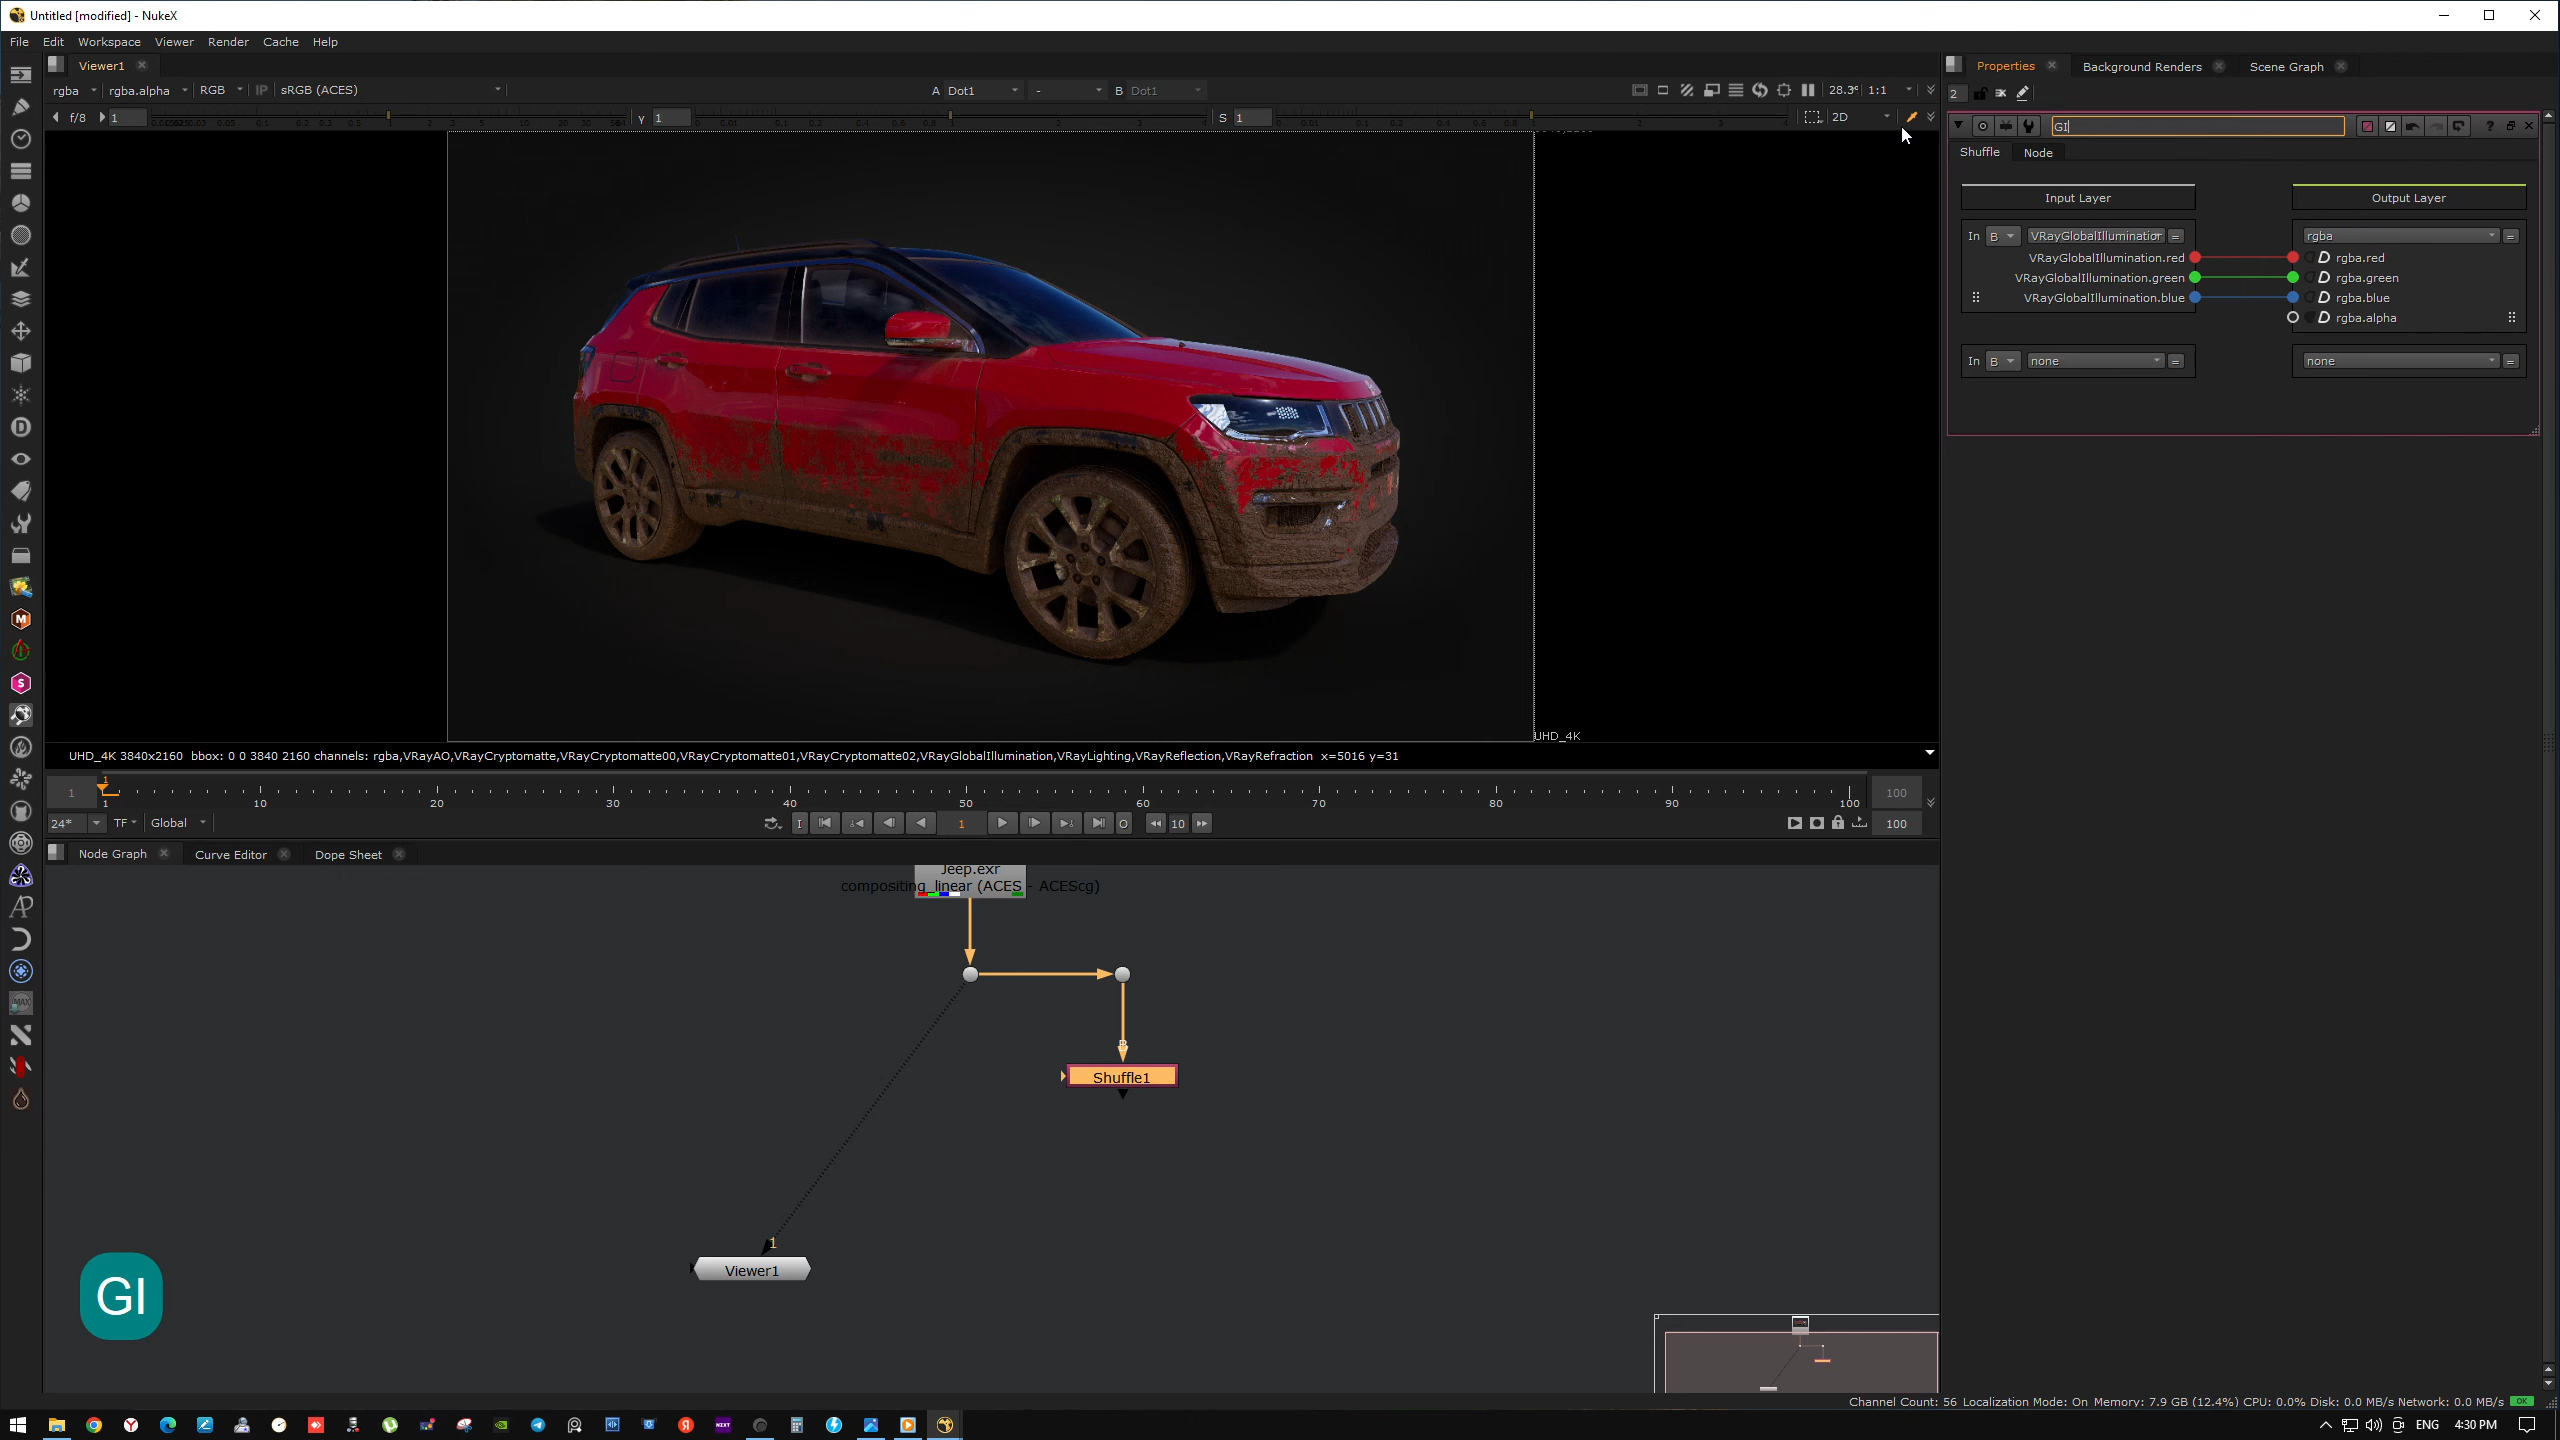 Untitled [modified] - NukeX
File Edit Workspace Viewer Render Cache Help
Viewer1
Properties Background Renders Scene Graph
rgba rgba.alpha RGB IP sRGB (ACES) A Dot1 - B Dot1 1:1
2
f/8 1 γ 1 S 1 2D
GI
Shuffle Node
Input Layer Output Layer
In B VRayGlobalIllumination = rgba =
VRayGlobalIllumination.red rgba.red
VRayGlobalIllumination.green rgba.green
VRayGlobalIllumination.blue rgba.blue
rgba.alpha
In B none = none =
UHD_4K
UHD_4K 3840x2160 bbox: 0 0 3840 2160 channels: rgba,VRayAO,VRayCryptomatte,VRayCryptomatte00,VRayCryptomatte01,VRayCryptomatte02,VRayGlobalIllumination,VRayLighting,VRayReflection,VRayRefraction x=5016 y=31
1
1 1 10 20 30 40 50 60 70 80 90 100 100
24* TF Global I 1 O 10 100
Node Graph Curve Editor Dope Sheet
Jeep.exr
compositing_linear (ACES - ACEScg)
B
Shuffle1
1
Viewer1
GI
Channel Count: 56 Localization Mode: On Memory: 7.9 GB (12.4%) CPU: 0.0% Disk: 0.0 MB/s Network: 0.0 MB/s OK
ENG 4:30 PM